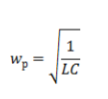 w_p = √(1/LC)